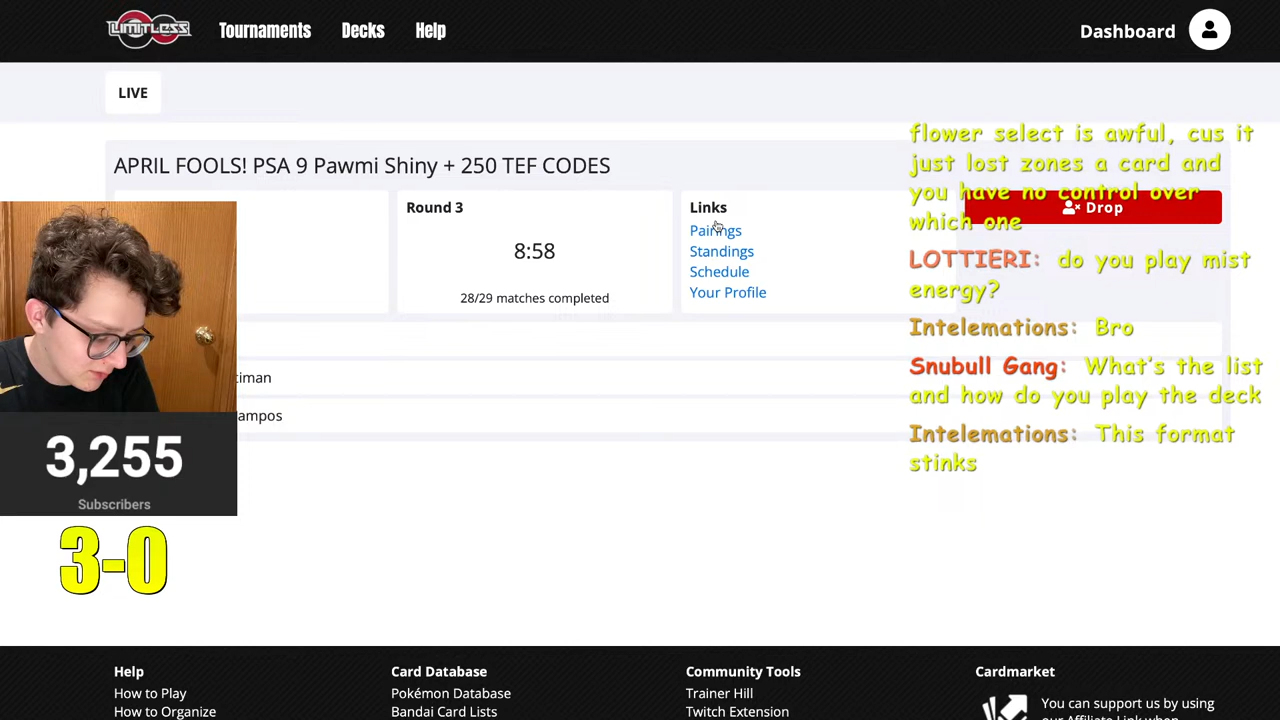 LIMITLESS Tournaments Decks Help Dashboard
LIVE
APRIL FOOLS! PSA 9 Pawmi Shiny + 250 TEF CODES
Round 3
8:58
28/29 matches completed
Links
Pairings
Standings
Schedule
Your Profile
Drop
timan
ampos
flower select is awful, cus it
just lost zones a card and
you have no control over
which one
LOTTIERI: do you play mist
energy?
Intelemations: Bro
Snubull Gang: What's the list
and how do you play the deck
Intelemations: This format
stinks
3,255
Subscribers
3-0
Help
How to Play
How to Organize
Card Database
Pokémon Database
Bandai Card Lists
Community Tools
Trainer Hill
Twitch Extension
Cardmarket
You can support us by using
our Affiliate Link when